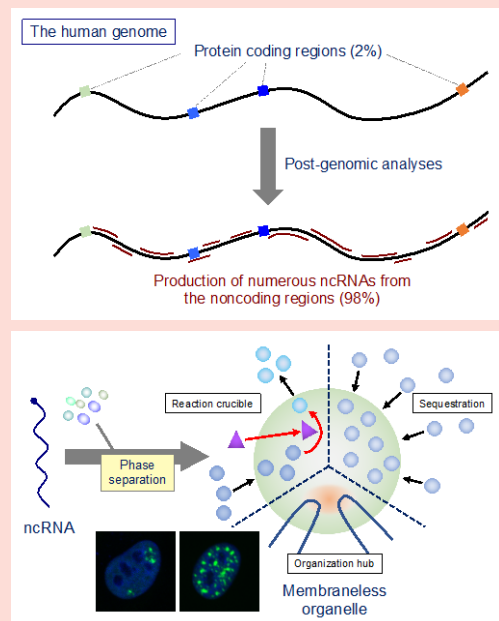 The human genome
Protein coding regions (2%)
Post-genomic analyses
Production of numerous ncRNAs from
the noncoding regions (98%)
Reaction crucible
Sequestration
Phase
separation
ncRNA
Organization hub
Membraneless
organelle